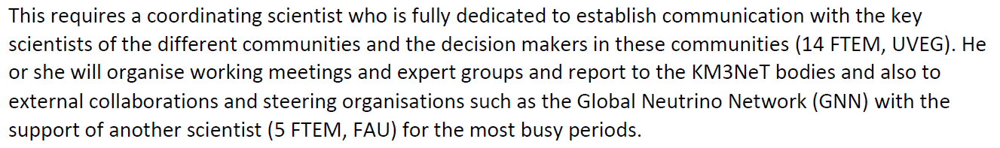 This requires a coordinating scientist who is fully dedicated to establish communication with the key
scientists of the different communities and the decision makers in these communities (14 FTEM, UVEG). He
or she will organise working meetings and expert groups and report to the KM3NeT bodies and also to
external collaborations and steering organisations such as the Global Neutrino Network (GNN) with the
support of another scientist (5 FTEM, FAU) for the most busy periods.